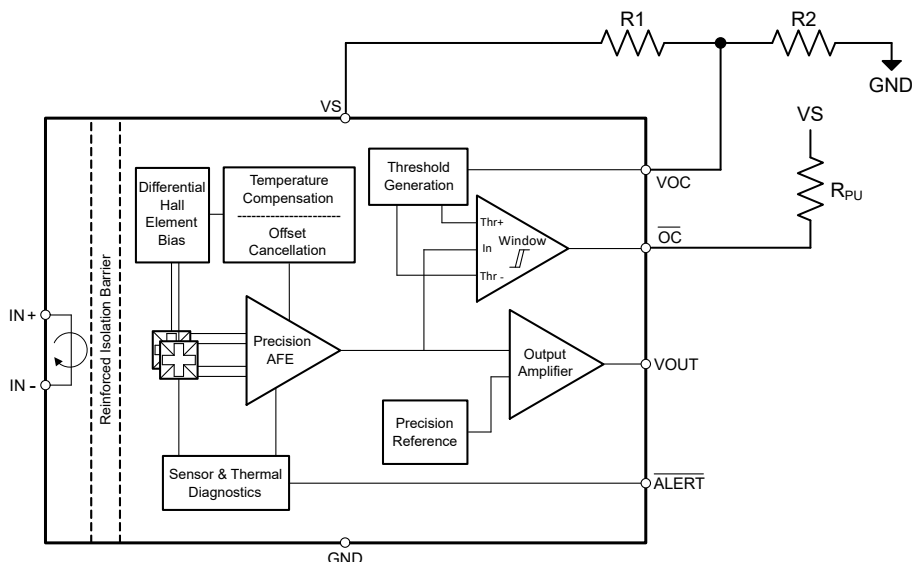 R1
R2
GND
VS
VS
R_PU
VOC
OC
VOUT
ALERT
GND
IN+
IN-
Reinforced Isolation Barrier
Differential
Hall
Element
Bias
Temperature
Compensation
Offset
Cancellation
Threshold
Generation
Thr+
In
Window
Thr -
Precision
AFE
Output
Amplifier
Precision
Reference
Sensor & Thermal
Diagnostics